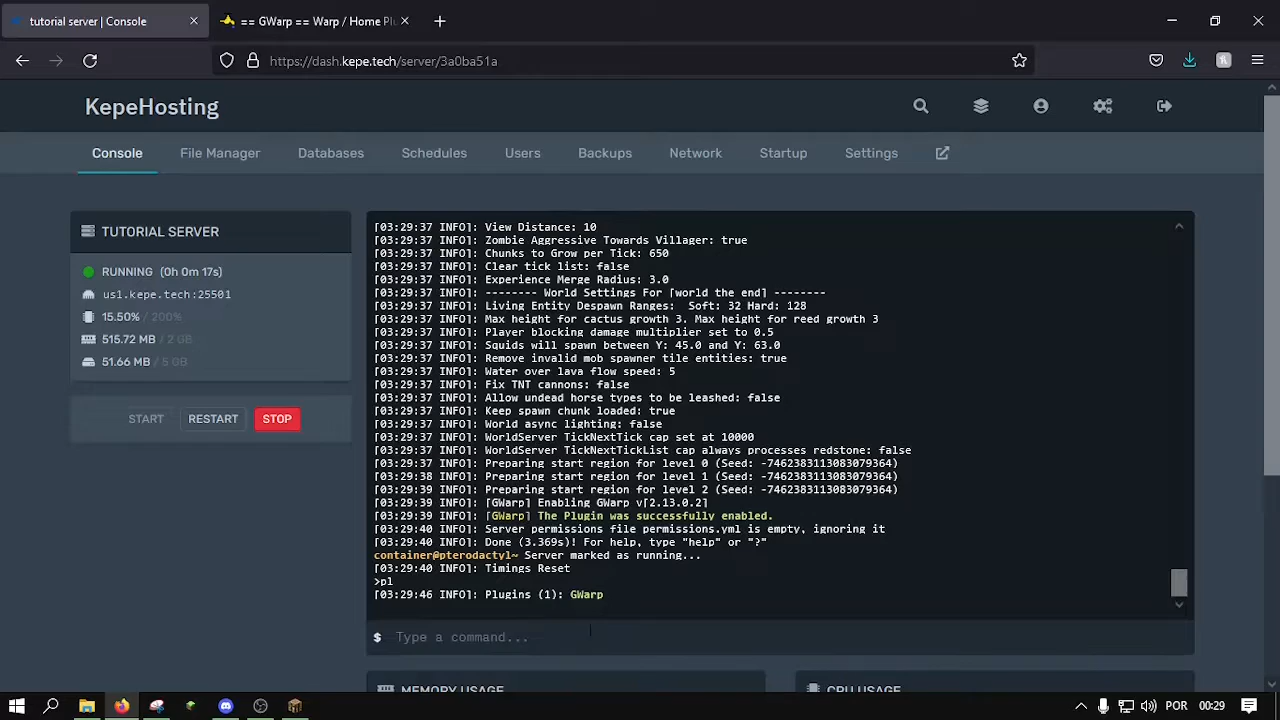 tutorial server | Console
== GWarp == Warp / Home Plu
https://dash.kepe.tech/server/3a0ba51a
KepeHosting
Console File Manager Databases Schedules Users Backups Network Startup Settings
TUTORIAL SERVER
RUNNING (0h 0m 17s)
us1.kepe.tech:25501
15.50% / 200%
515.72 MB / 2 GB
51.66 MB / 5 GB
START RESTART STOP
[03:29:37 INFO]: View Distance: 10
[03:29:37 INFO]: Zombie Aggressive Towards Villager: true
[03:29:37 INFO]: Chunks to Grow per Tick: 650
[03:29:37 INFO]: Clear tick list: false
[03:29:37 INFO]: Experience Merge Radius: 3.0
[03:29:37 INFO]: -------- World Settings For [world_the_end] --------
[03:29:37 INFO]: Living Entity Despawn Ranges:  Soft: 32 Hard: 128
[03:29:37 INFO]: Max height for cactus growth 3. Max height for reed growth 3
[03:29:37 INFO]: Player blocking damage multiplier set to 0.5
[03:29:37 INFO]: Squids will spawn between Y: 45.0 and Y: 63.0
[03:29:37 INFO]: Remove invalid mob spawner tile entities: true
[03:29:37 INFO]: Water over lava flow speed: 5
[03:29:37 INFO]: Fix TNT cannons: false
[03:29:37 INFO]: Allow undead horse types to be leashed: false
[03:29:37 INFO]: Keep spawn chunk loaded: true
[03:29:37 INFO]: World async lighting: false
[03:29:37 INFO]: WorldServer TickNextTick cap set at 10000
[03:29:37 INFO]: WorldServer TickNextTickList cap always processes redstone: false
[03:29:37 INFO]: Preparing start region for level 0 (Seed: -7462383113083079364)
[03:29:38 INFO]: Preparing start region for level 1 (Seed: -7462383113083079364)
[03:29:39 INFO]: Preparing start region for level 2 (Seed: -7462383113083079364)
[03:29:39 INFO]: [GWarp] Enabling GWarp v[2.13.0.2]
[03:29:39 INFO]: [GWarp] The Plugin was successfully enabled.
[03:29:40 INFO]: Server permissions file permissions.yml is empty, ignoring it
[03:29:40 INFO]: Done (3.369s)! For help, type "help" or "?"
container@pterodactyl~ Server marked as running...
[03:29:40 INFO]: Timings Reset
>pl
[03:29:46 INFO]: Plugins (1): GWarp
$ Type a command...
MEMORY USAGE
CPU USAGE
POR 00:29